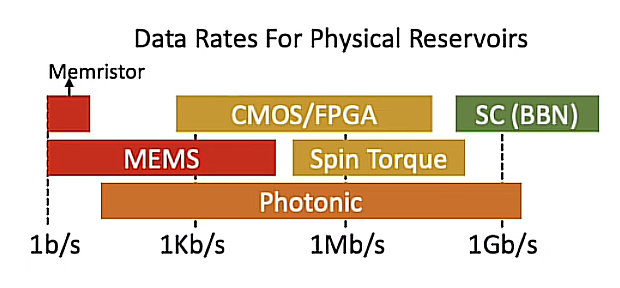 Data Rates For Physical Reservoirs
Memristor
CMOS/FPGA
SC (BBN)
MEMS
Spin Torque
Photonic
1b/s
1Kb/s
1Mb/s
1Gb/s